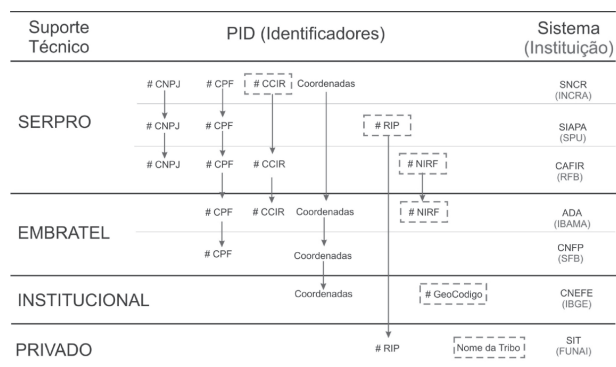 Suporte Técnico
PID (Identificadores)
Sistema
(Instituição)
# CNPJ # CPF # CCIR Coordenadas SNCR
(INCRA)
SERPRO
# CNPJ # CPF # RIP SIAPA
(SPU)
# CNPJ # CPF # CCIR # NIRF CAFIR
(RFB)
EMBRATEL
# CPF # CCIR Coordenadas # NIRF ADA
(IBAMA)
# CPF Coordenadas CNFP
(SFB)
INSTITUCIONAL
Coordenadas # GeoCodigo CNEFE
(IBGE)
PRIVADO
# RIP Nome da Tribo SIT
(FUNAI)